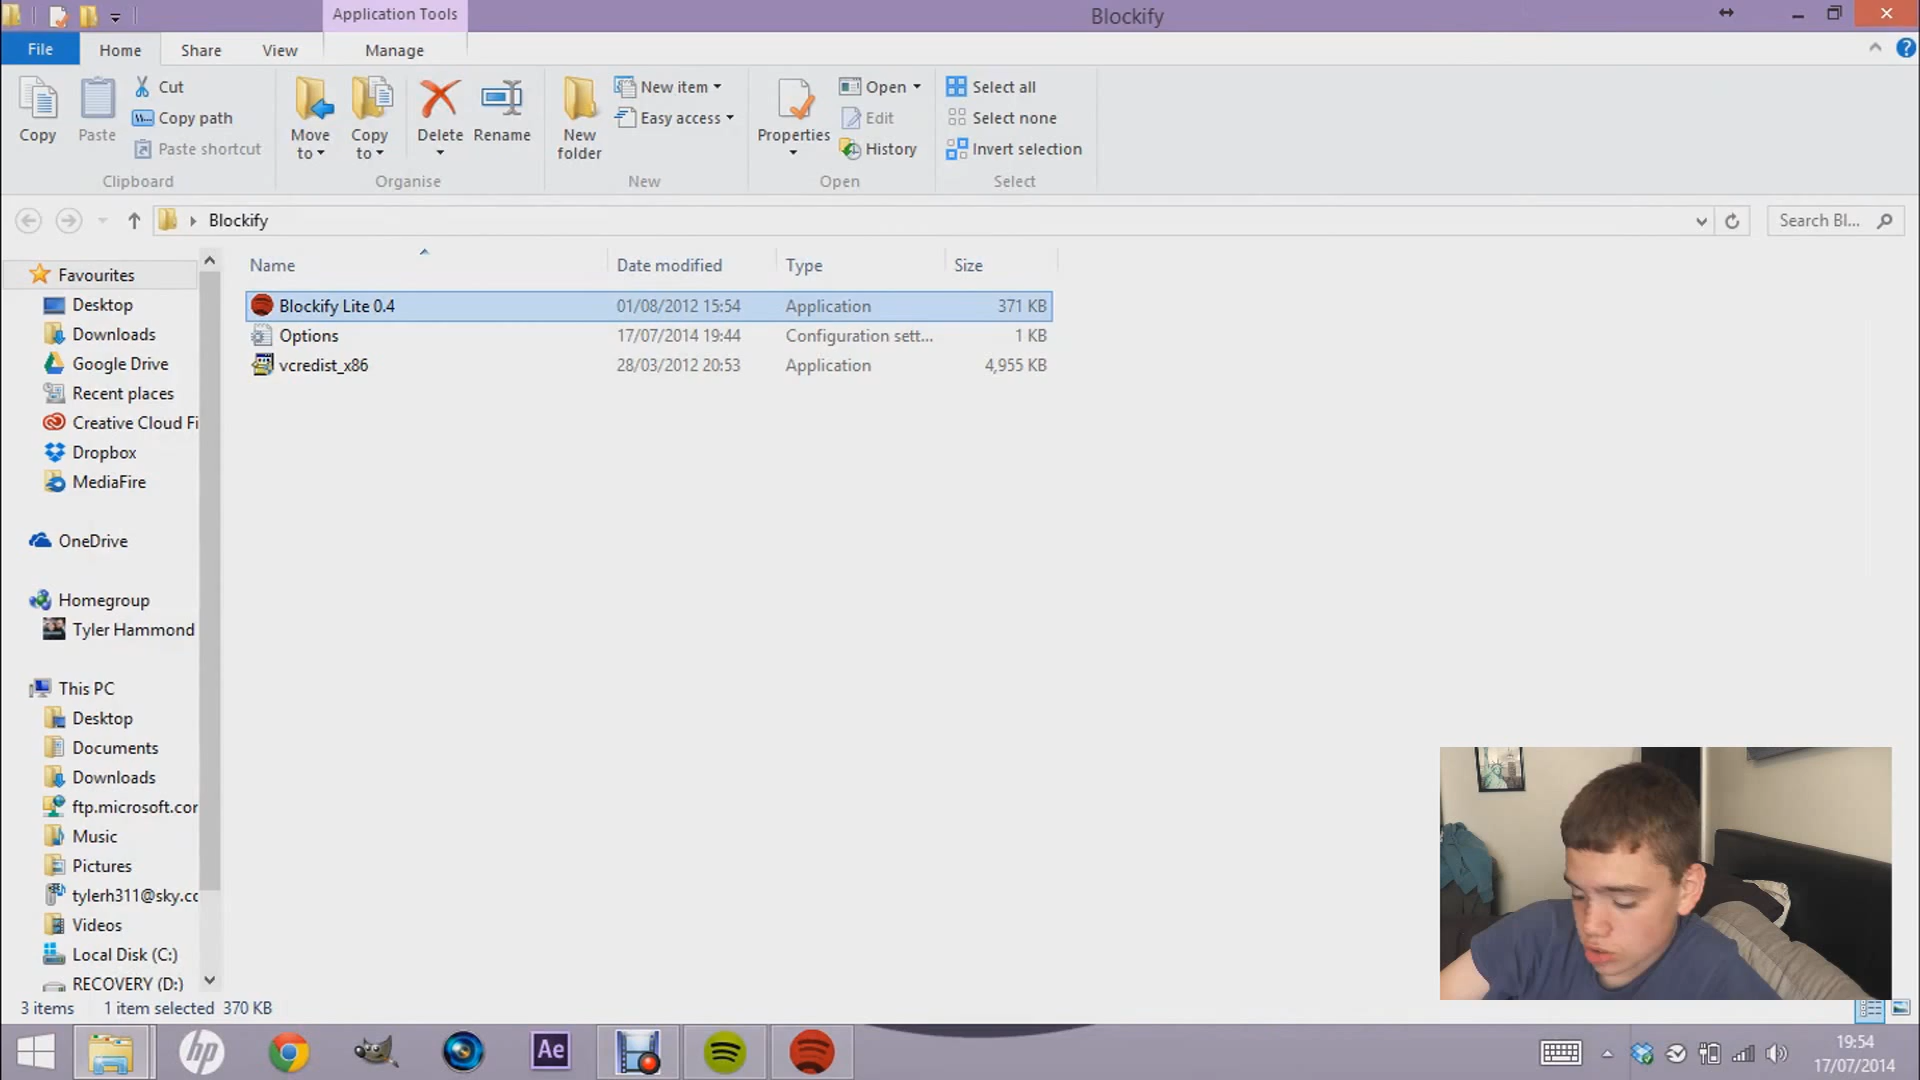 Application Tools
Blockify
File
Home
Share
View
Manage
Copy
Paste
Cut
Copy path
Paste shortcut
Clipboard
Move to
Copy to
Delete
Rename
Organise
New folder
New item
Easy access
New
Properties
Open
Edit
History
Open
Select all
Select none
Invert selection
Select
Blockify
Search Bl...
Name
Date modified
Type
Size
Blockify Lite 0.4 01/08/2012 15:54 Application 371 KB
Options 17/07/2014 19:44 Configuration sett... 1 KB
vcredist_x86 28/03/2012 20:53 Application 4,955 KB
Favourites
Desktop
Downloads
Google Drive
Recent places
Creative Cloud Fi
Dropbox
MediaFire
OneDrive
Homegroup
Tyler Hammond
This PC
Desktop
Documents
Downloads
ftp.microsoft.cor
Music
Pictures
tylerh311@sky.cc
Videos
Local Disk (C:)
RECOVERY (D:)
3 items 1 item selected 370 KB
hp
Ae
19:54
17/07/2014